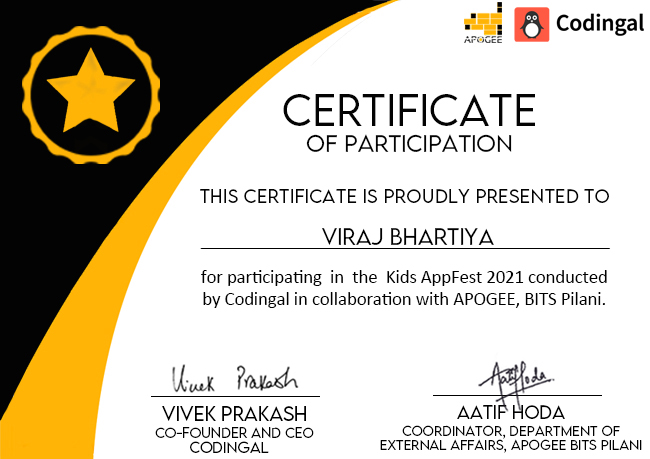 APOGEE
Codingal
CERTIFICATE
OF PARTICIPATION
THIS CERTIFICATE IS PROUDLY PRESENTED TO
VIRAJ BHARTIYA
for participating in the Kids AppFest 2021 conducted
by Codingal in collaboration with APOGEE, BITS Pilani.
Vivek Prakash
VIVEK PRAKASH
CO-FOUNDER AND CEO
CODINGAL
Aatif Hoda
AATIF HODA
COORDINATOR, DEPARTMENT OF
EXTERNAL AFFAIRS, APOGEE BITS PILANI